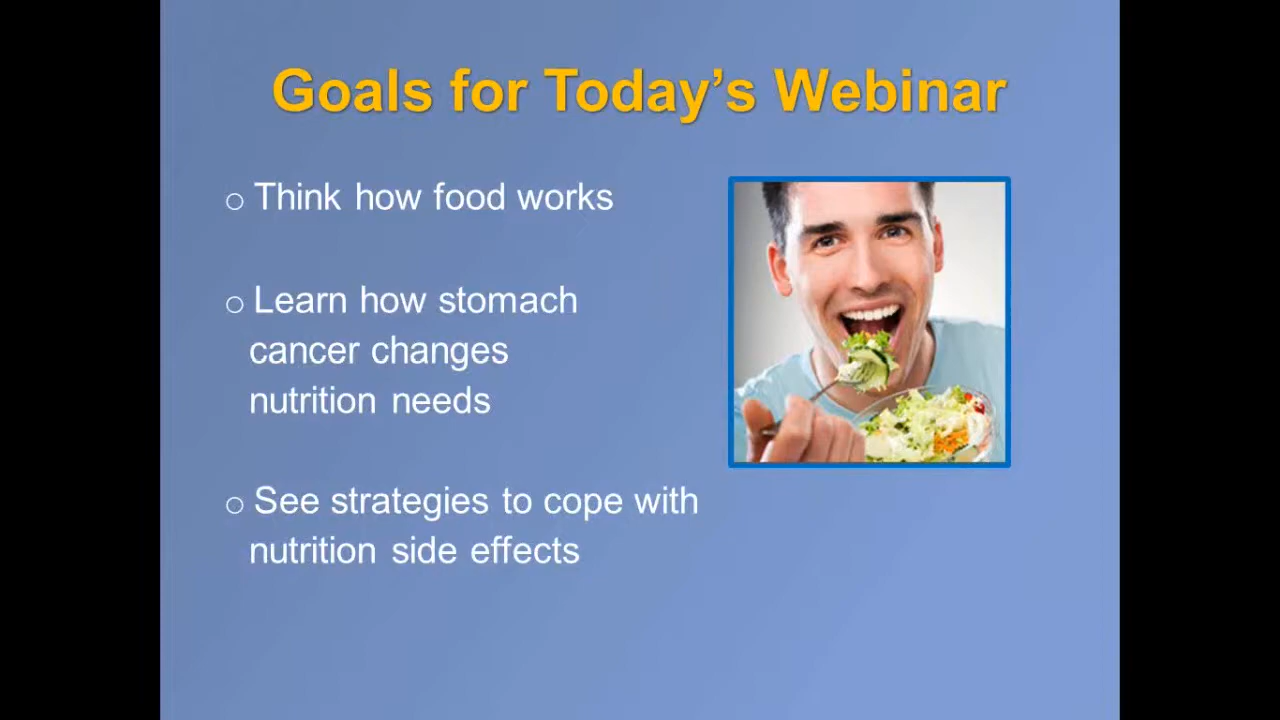 Goals for Today’s Webinar
o Think how food works
o Learn how stomach
cancer changes
nutrition needs
o See strategies to cope with
nutrition side effects